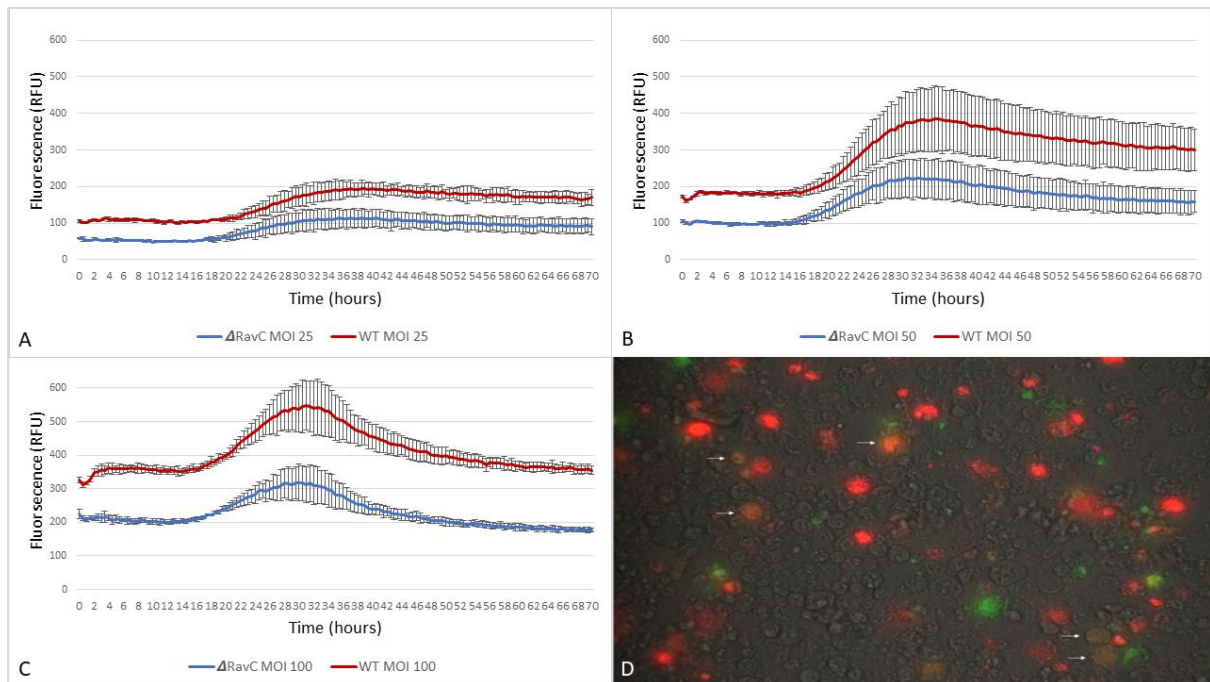 600
500
400
300
200
100
0
Fluorescence (RFU)
0 2 4 6 8 10 12 14 16 18 20 22 24 26 28 30 32 34 36 38 40 42 44 46 48 50 52 54 56 58 60 62 64 66 68 70
Time (hours)
ΔRavC MOI 25 WT MOI 25
A
600
500
400
300
200
100
0
Fluorescence (RFU)
0 2 4 6 8 10 12 14 16 18 20 22 24 26 28 30 32 34 36 38 40 42 44 46 48 50 52 54 56 58 60 62 64 66 68 70
Time (hours)
ΔRavC MOI 50 WT MOI 50
B
600
500
400
300
200
100
0
Fluorsecence (RFU)
0 2 4 6 8 10 12 14 16 18 20 22 24 26 28 30 32 34 36 38 40 42 44 46 48 50 52 54 56 58 60 62 64 66 68 70
Time (hours)
ΔRavC MOI 100 WT MOI 100
C
D